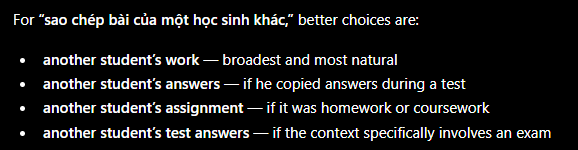 For “sao chép bài của một học sinh khác,” better choices are:
• another student’s work — broadest and most natural
• another student’s answers — if he copied answers during a test
• another student’s assignment — if it was homework or coursework
• another student’s test answers — if the context specifically involves an exam